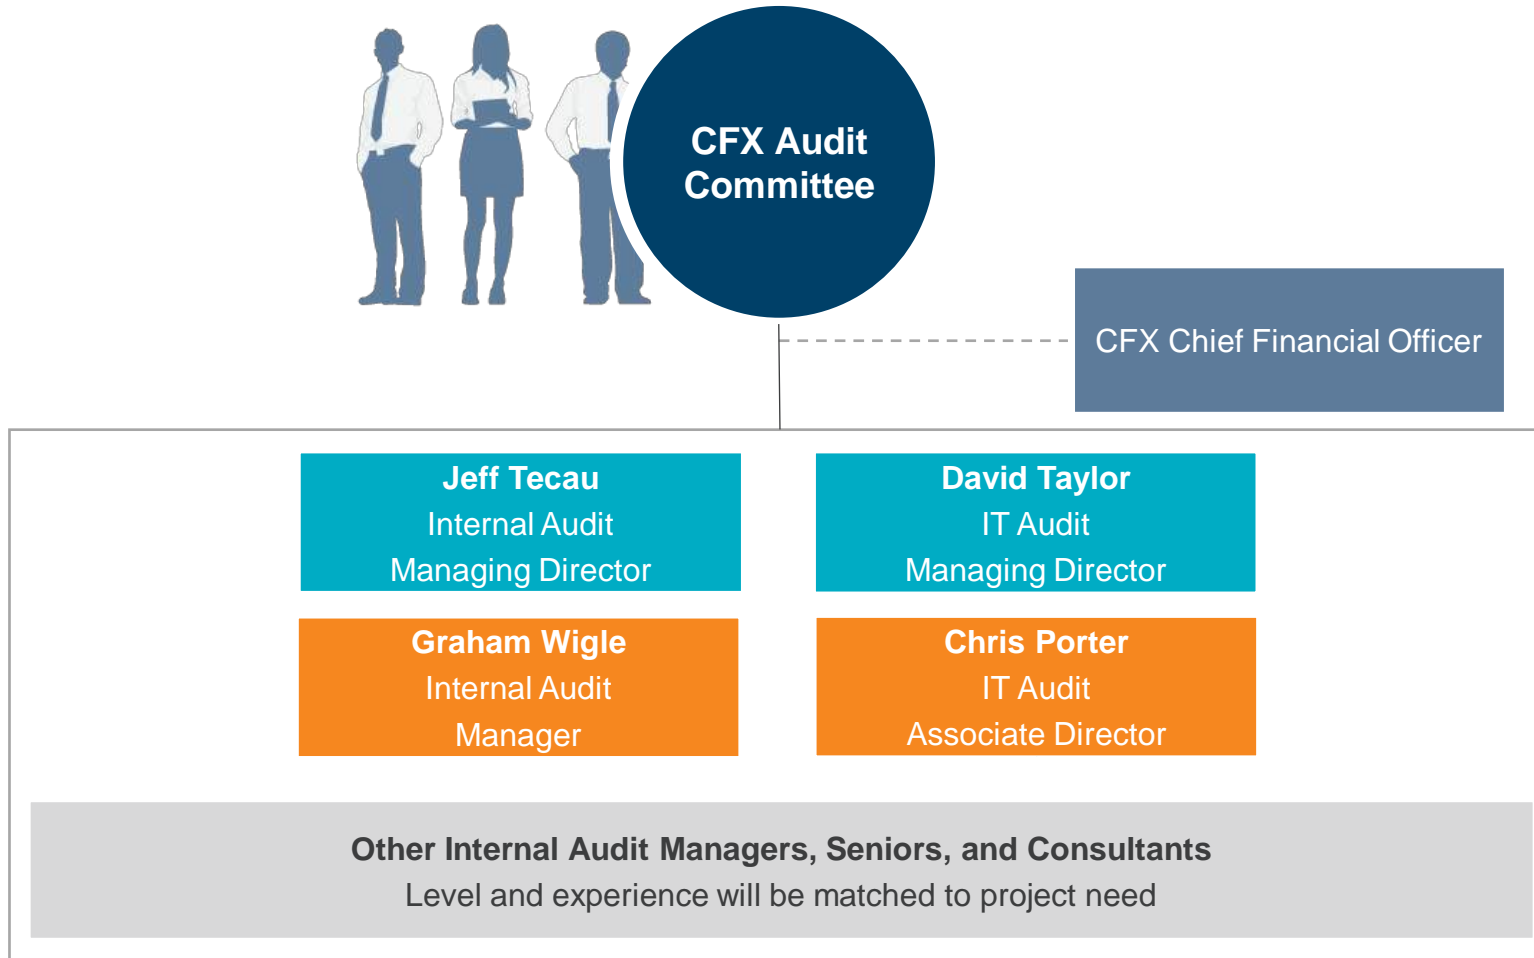 CFX Audit
Committee
CFX Chief Financial Officer
Jeff Tecau
Internal Audit
Managing Director
David Taylor
IT Audit
Managing Director
Graham Wigle
Internal Audit
Manager
Chris Porter
IT Audit
Associate Director
Other Internal Audit Managers, Seniors, and Consultants
Level and experience will be matched to project need